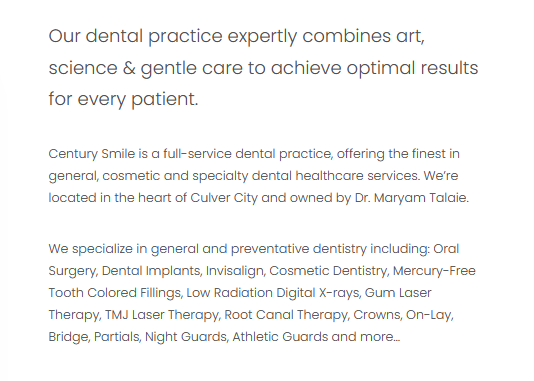 Our dental practice expertly combines art,
science & gentle care to achieve optimal results
for every patient.
Century Smile is a full-service dental practice, offering the finest in
general, cosmetic and specialty dental healthcare services. We're
located in the heart of Culver City and owned by Dr. Maryam Talaie.
We specialize in general and preventative dentistry including: Oral
Surgery, Dental Implants, Invisalign, Cosmetic Dentistry, Mercury-Free
Tooth Colored Fillings, Low Radiation Digital X-rays, Gum Laser
Therapy, TMJ Laser Therapy, Root Canal Therapy, Crowns, On-Lay,
Bridge, Partials, Night Guards, Athletic Guards and more…